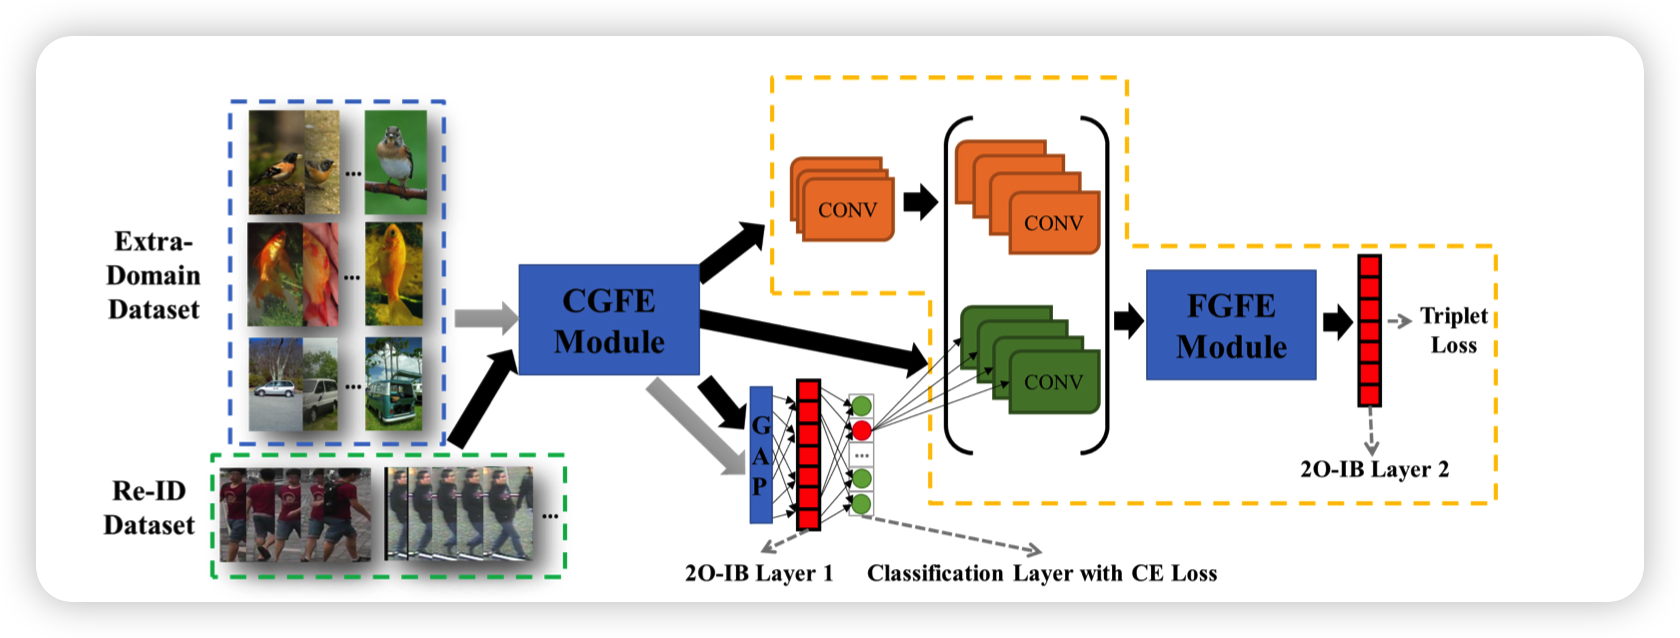 Extra-
Domain
Dataset
...
...
...
Re-ID
Dataset
...
CGFE
Module
CONV
CONV
CONV
G
A
P
...
2O-IB Layer 1
Classification Layer with CE Loss
FGFE
Module
Triplet
Loss
2O-IB Layer 2